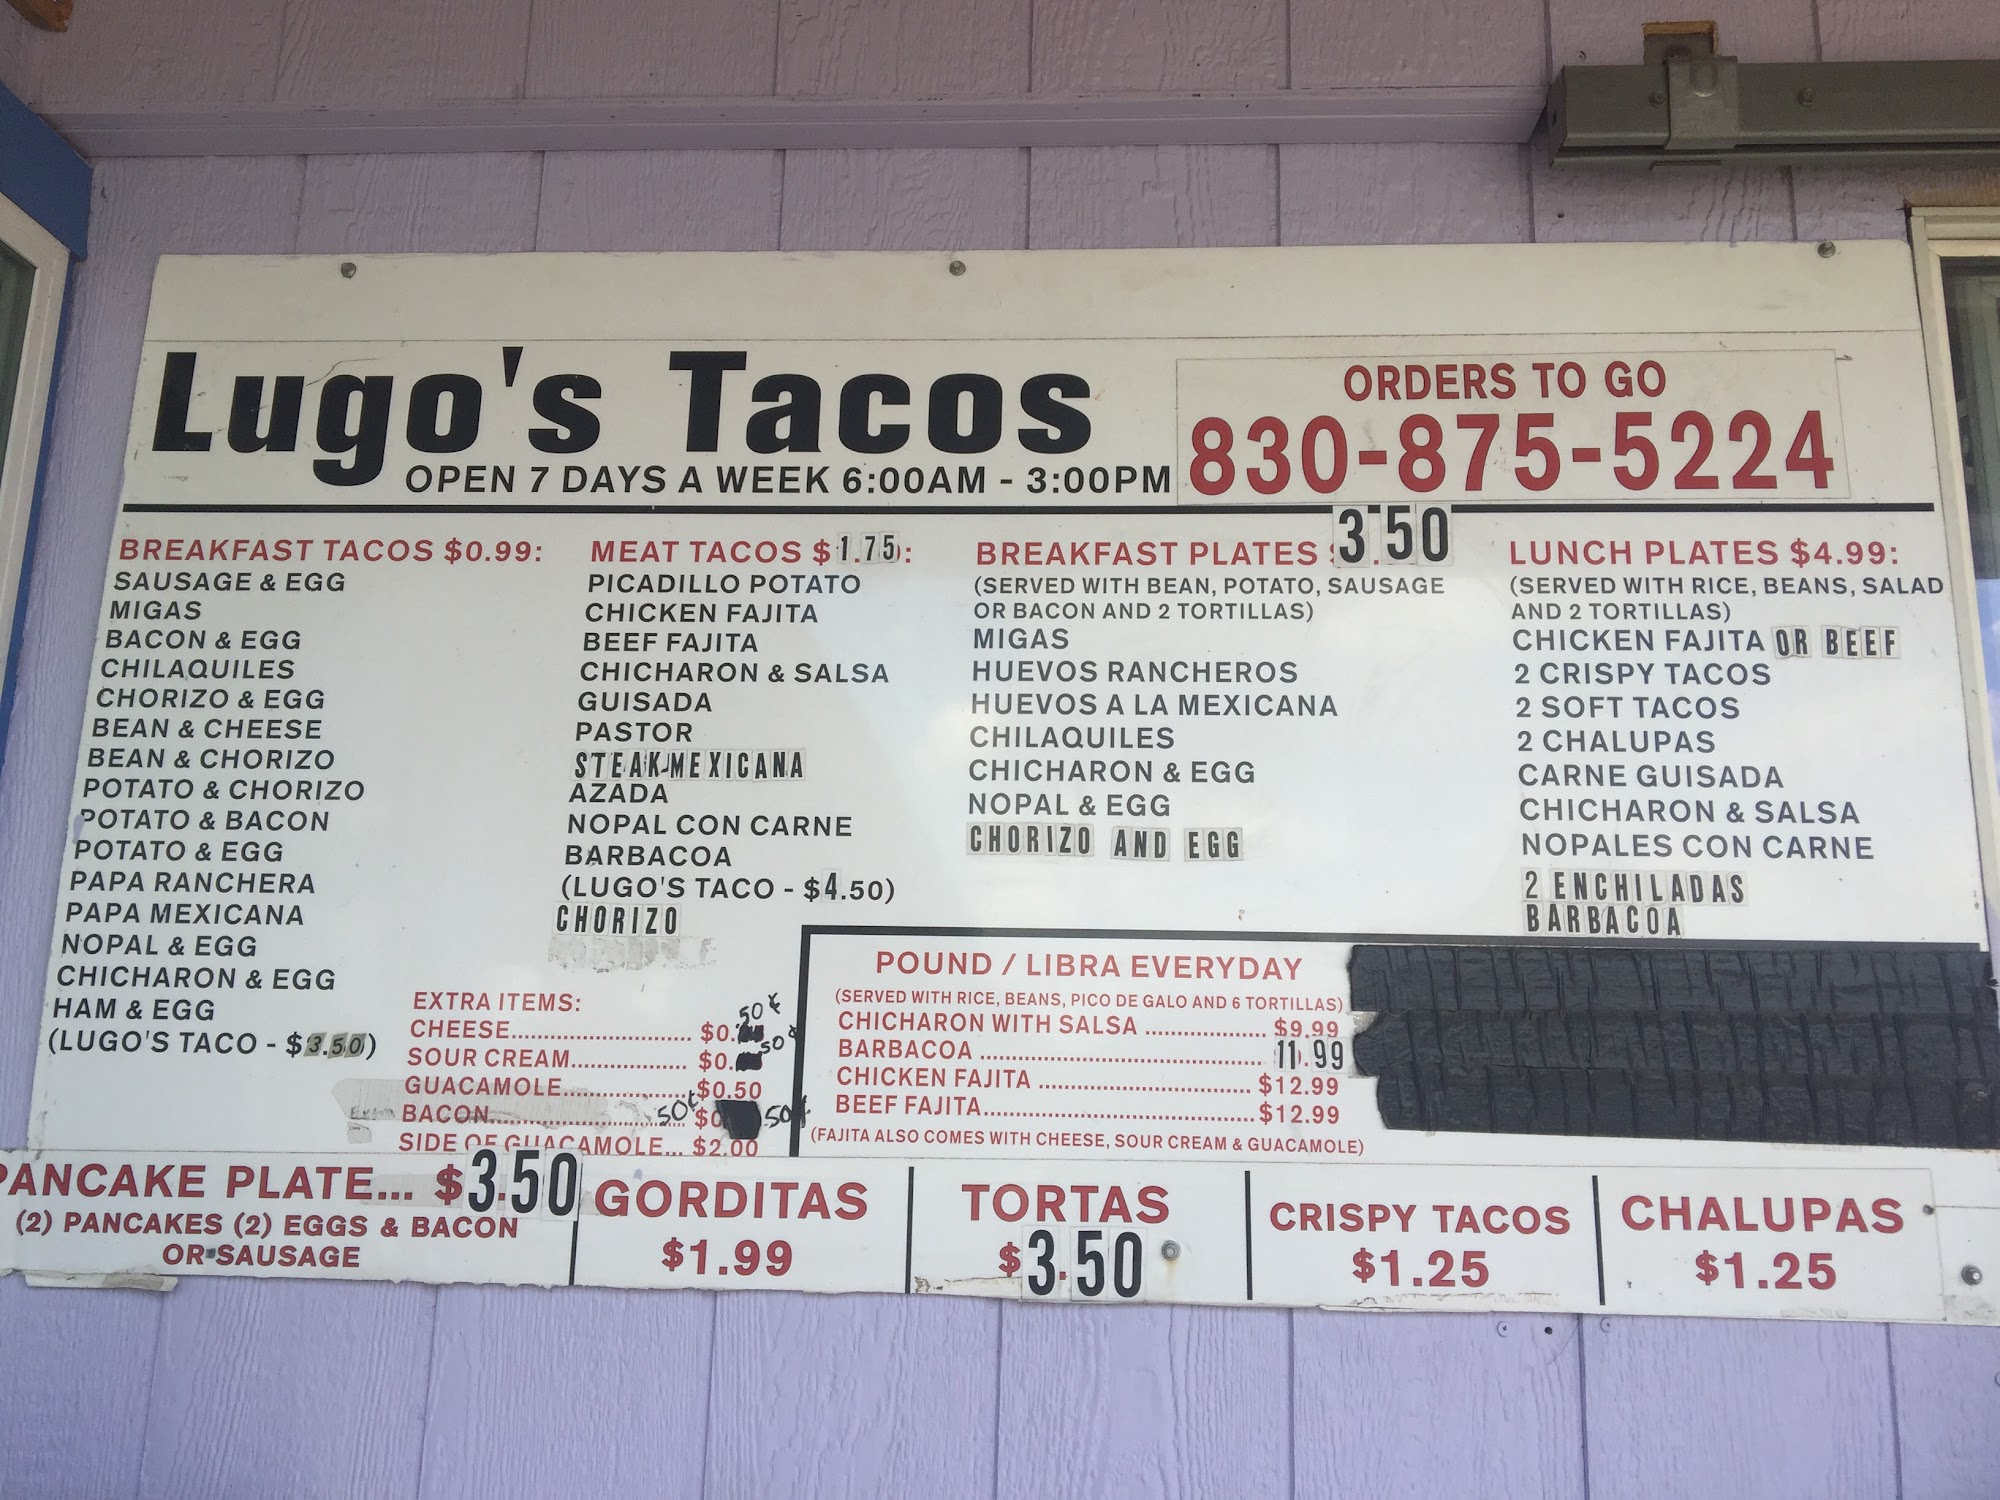 Lugo's Tacos
OPEN 7 DAYS A WEEK 6:00AM - 3:00PM
ORDERS TO GO
830-875-5224
BREAKFAST TACOS $0.99:
SAUSAGE & EGG
MIGAS
BACON & EGG
CHILAQUILES
CHORIZO & EGG
BEAN & CHEESE
BEAN & CHORIZO
POTATO & CHORIZO
POTATO & BACON
POTATO & EGG
PAPA RANCHERA
PAPA MEXICANA
NOPAL & EGG
CHICHARON & EGG
HAM & EGG
(LUGO'S TACO - $3.50)
MEAT TACOS $1.75:
PICADILLO POTATO
CHICKEN FAJITA
BEEF FAJITA
CHICHARON & SALSA
GUISADA
PASTOR
STEAK MEXICANA
AZADA
NOPAL CON CARNE
BARBACOA
(LUGO'S TACO - $4.50)
CHORIZO
EXTRA ITEMS:
CHEESE.............................. $0. 50¢
SOUR CREAM.................... $0. 50¢
GUACAMOLE.......................$0.50
BACON.................................. 50¢ $0 50¢
SIDE OF GUACAMOLE... $2.00
BREAKFAST PLATES 3.50
(SERVED WITH BEAN, POTATO, SAUSAGE
OR BACON AND 2 TORTILLAS)
MIGAS
HUEVOS RANCHEROS
HUEVOS A LA MEXICANA
CHILAQUILES
CHICHARON & EGG
NOPAL & EGG
CHORIZO AND EGG
LUNCH PLATES $4.99:
(SERVED WITH RICE, BEANS, SALAD
AND 2 TORTILLAS)
CHICKEN FAJITA OR BEEF
2 CRISPY TACOS
2 SOFT TACOS
2 CHALUPAS
CARNE GUISADA
CHICHARON & SALSA
NOPALES CON CARNE
2 ENCHILADAS
BARBACOA
POUND / LIBRA EVERYDAY
(SERVED WITH RICE, BEANS, PICO DE GALO AND 6 TORTILLAS)
CHICHARON WITH SALSA ................ $9.99
BARBACOA ..................................... 11.99
CHICKEN FAJITA ............................ $12.99
BEEF FAJITA................................... $12.99
(FAJITA ALSO COMES WITH CHEESE, SOUR CREAM & GUACAMOLE)
PANCAKE PLATE... $3.50
(2) PANCAKES (2) EGGS & BACON
OR SAUSAGE
GORDITAS
$1.99
TORTAS
$3.50
CRISPY TACOS
$1.25
CHALUPAS
$1.25